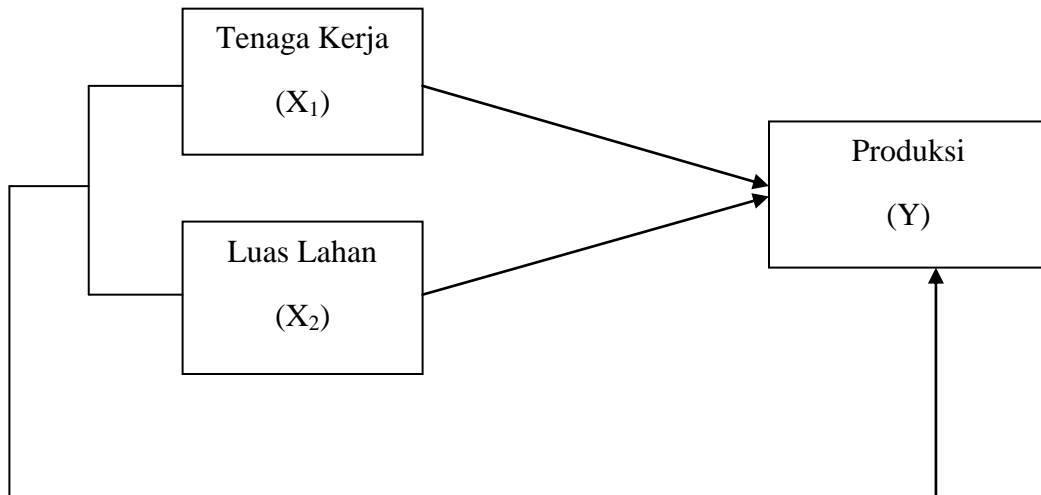 Tenaga Kerja
(X₁)
Luas Lahan
(X₂)
Produksi
(Y)